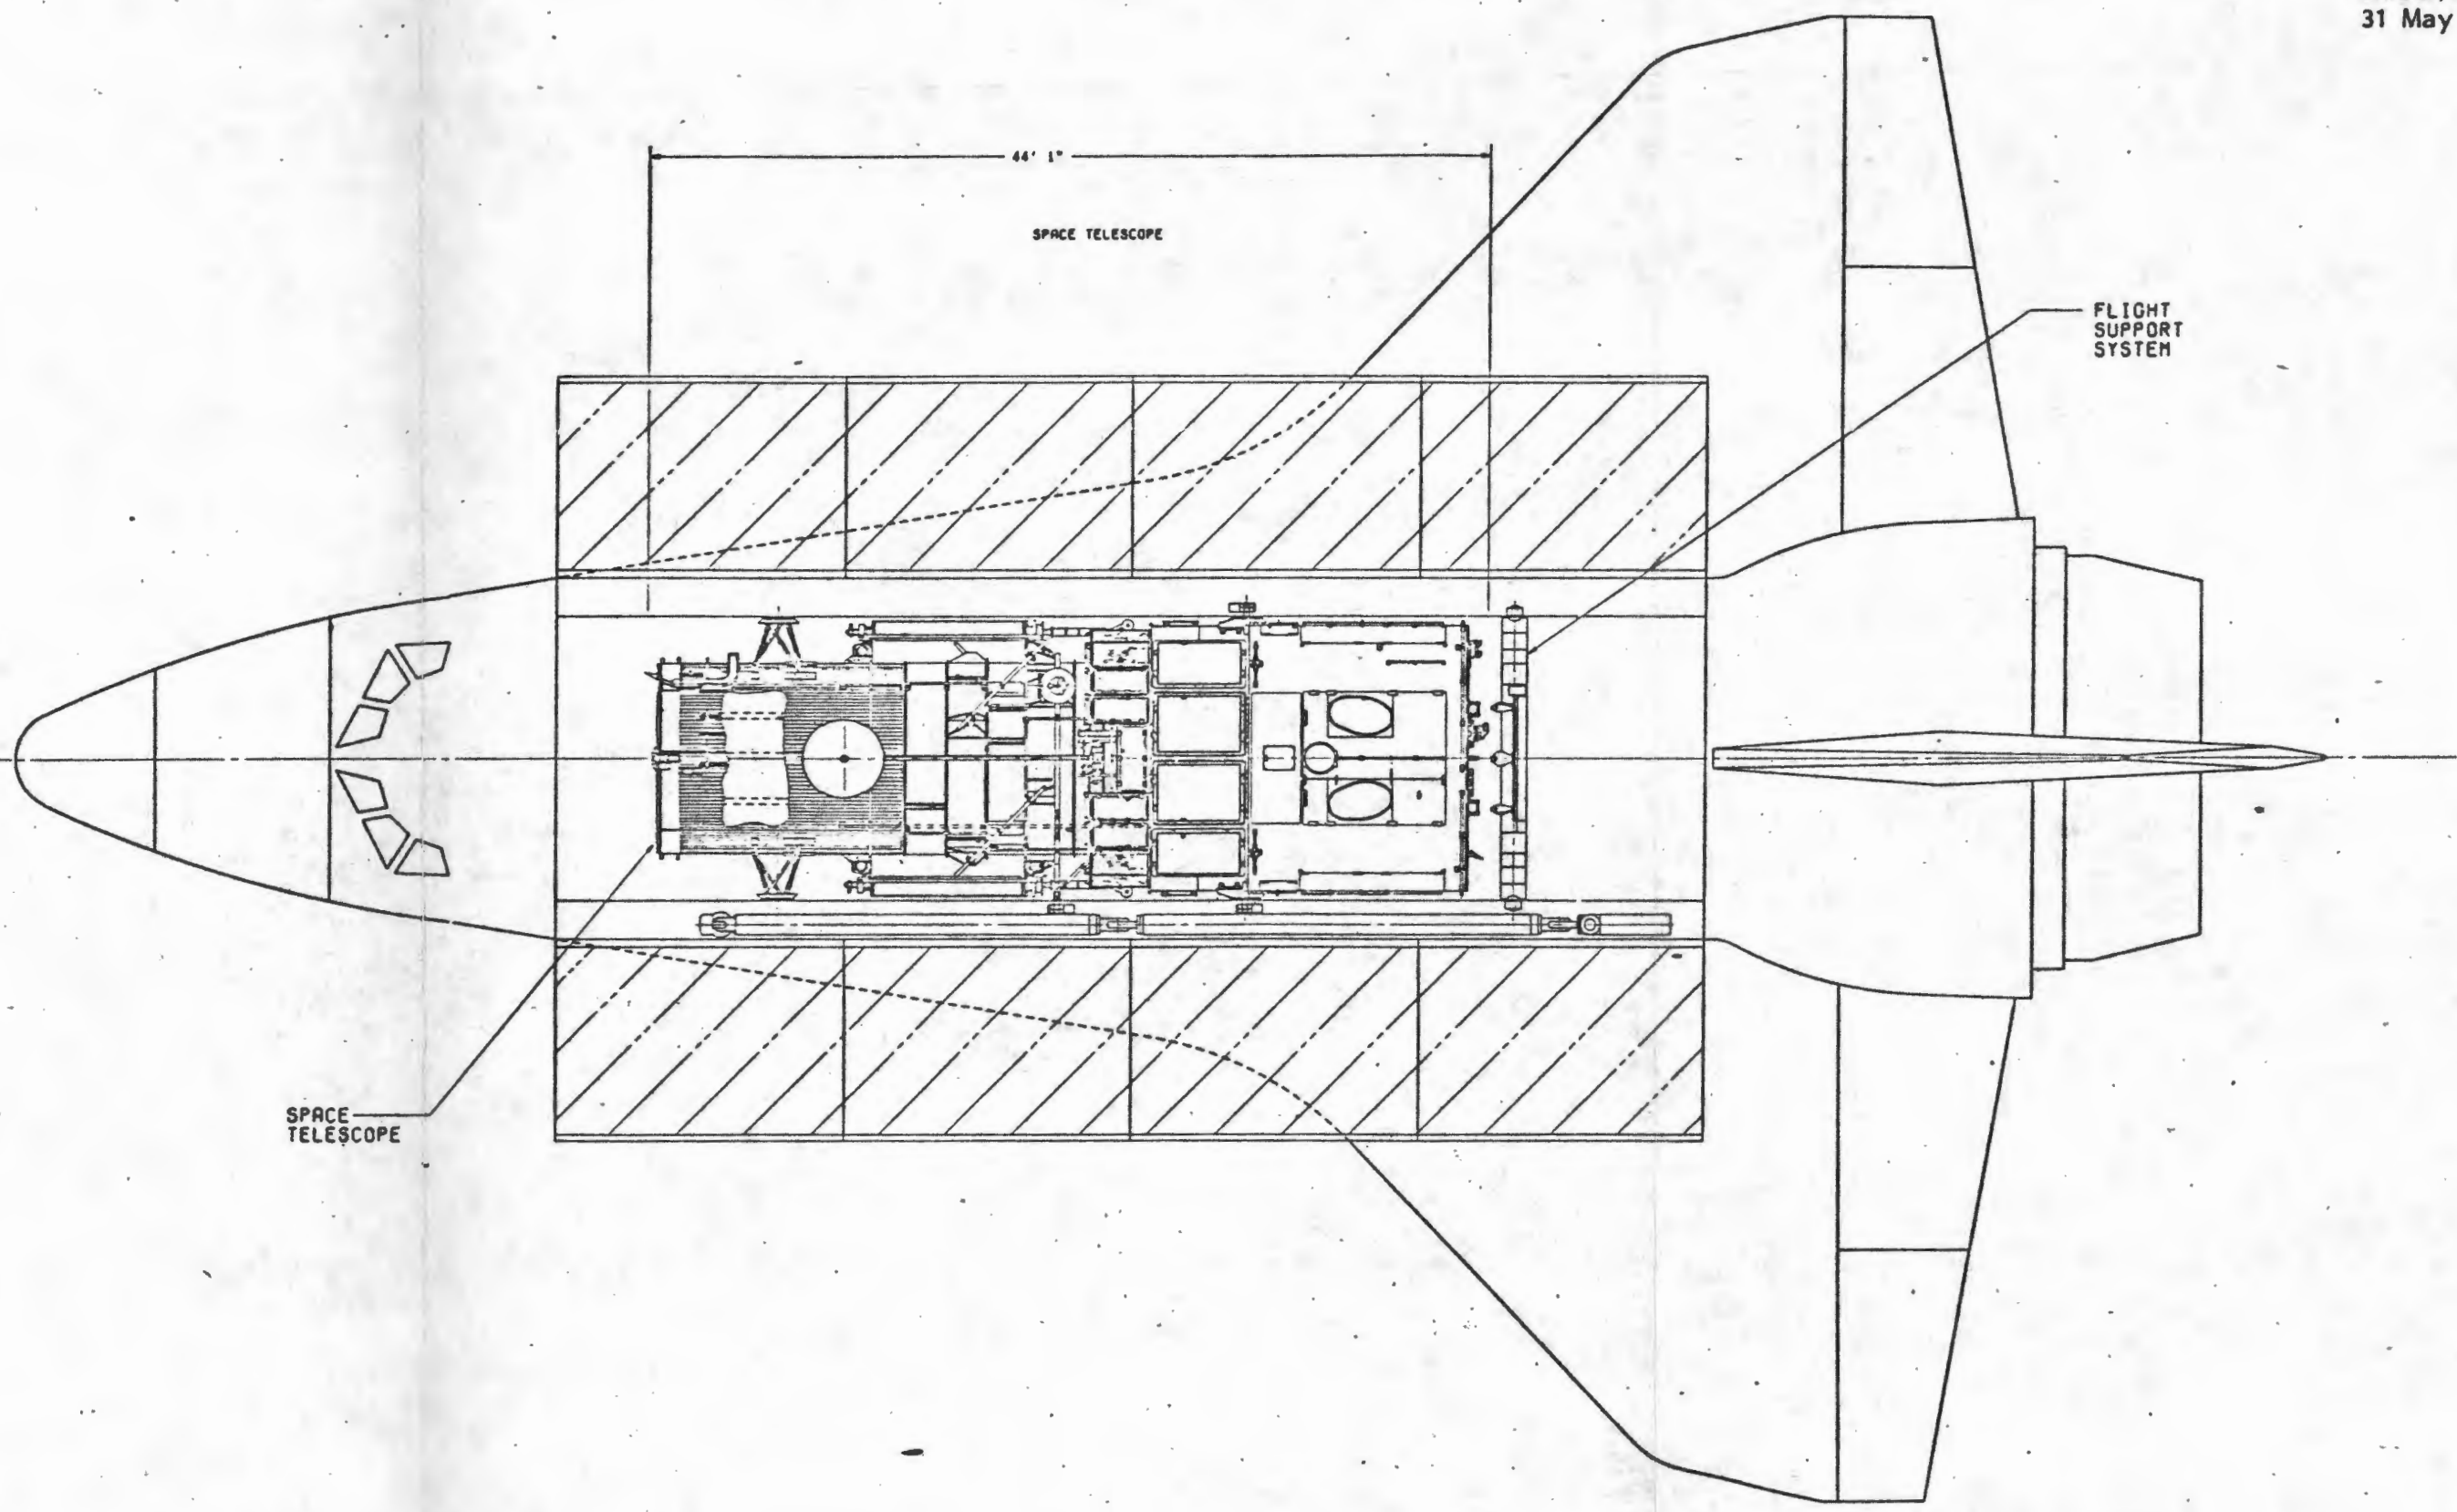 31 May
44' 1"
SPACE TELESCOPE
FLIGHT
SUPPORT
SYSTEM
SPACE
TELESCOPE